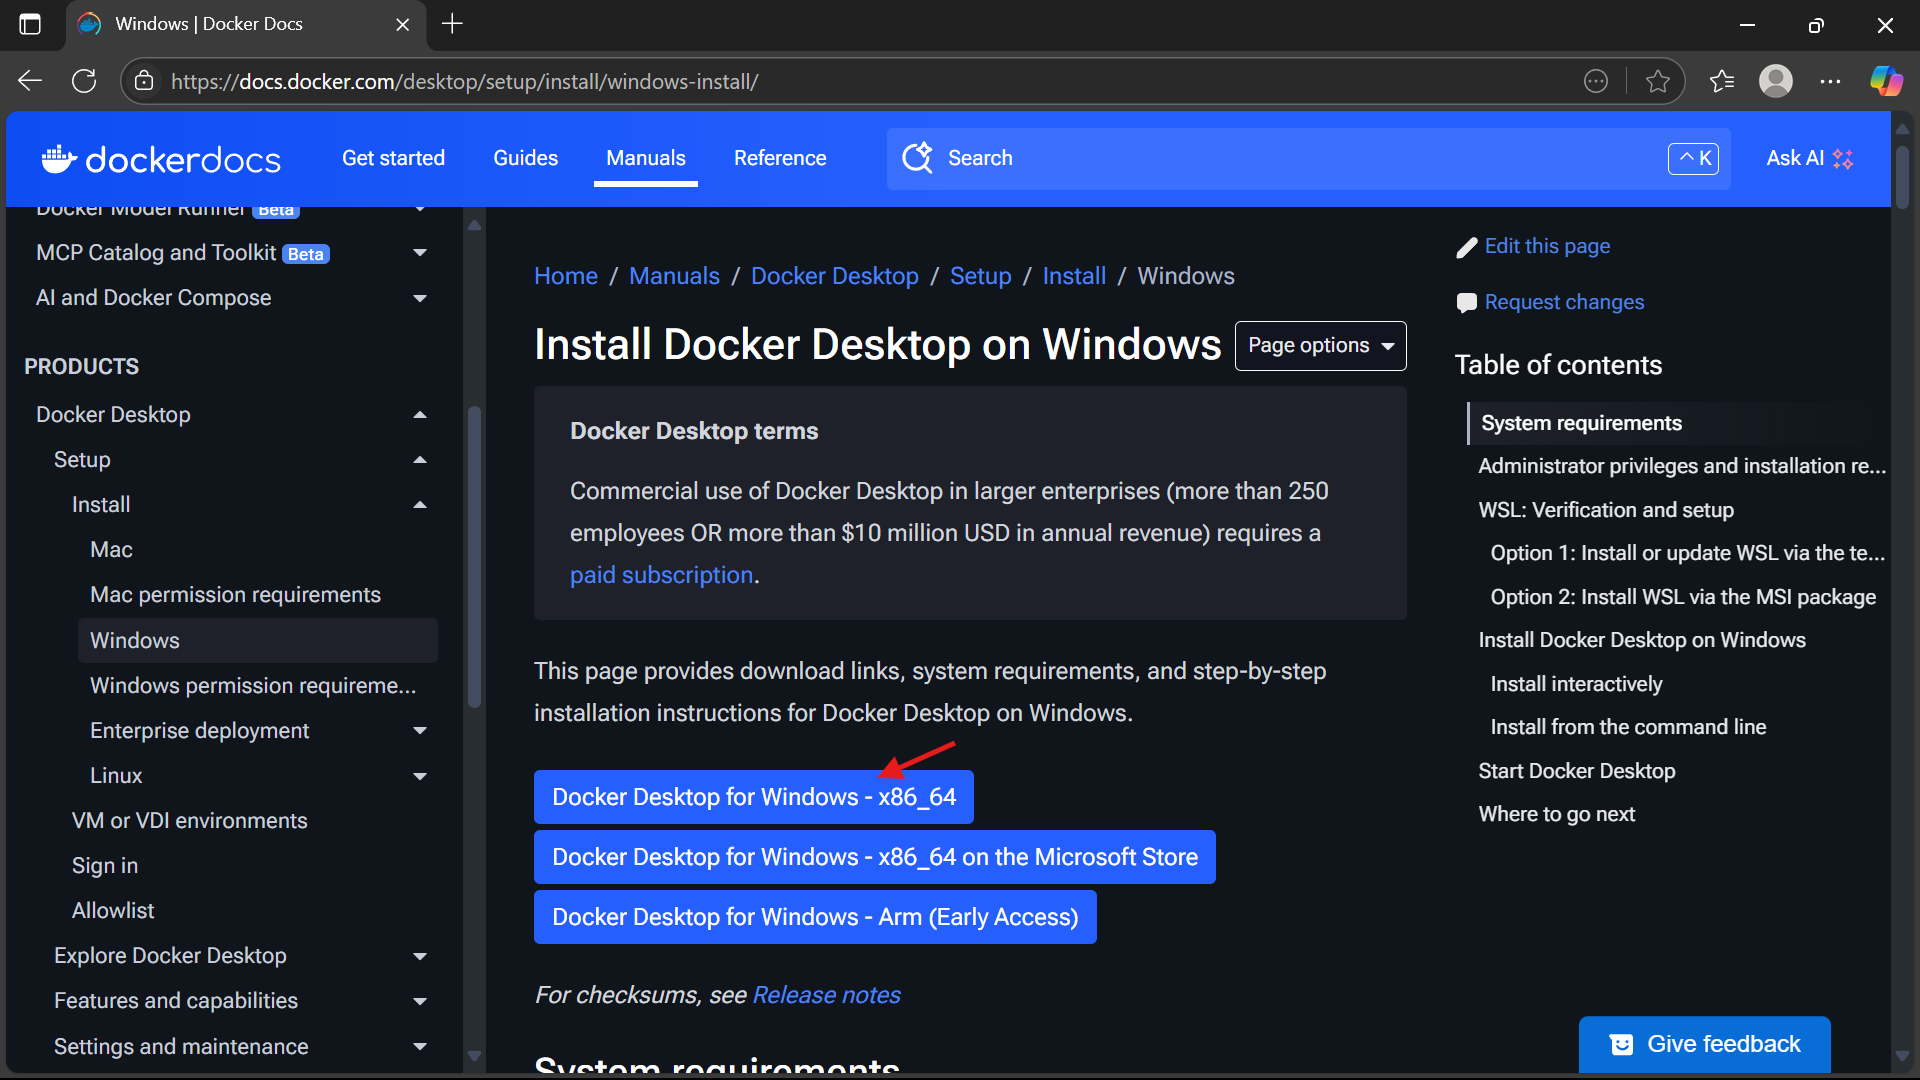 Windows | Docker Docs
https://docs.docker.com/desktop/setup/install/windows-install/
dockerdocs
Get started
Guides
Manuals
Reference
Search
^ K
Ask AI
Docker Model Runner Beta
MCP Catalog and Toolkit Beta
AI and Docker Compose
PRODUCTS
Docker Desktop
Setup
Install
Mac
Mac permission requirements
Windows
Windows permission requireme...
Enterprise deployment
Linux
VM or VDI environments
Sign in
Allowlist
Explore Docker Desktop
Features and capabilities
Settings and maintenance
Home / Manuals / Docker Desktop / Setup / Install / Windows
Install Docker Desktop on Windows
Page options
Docker Desktop terms
Commercial use of Docker Desktop in larger enterprises (more than 250
employees OR more than $10 million USD in annual revenue) requires a
paid subscription.
This page provides download links, system requirements, and step-by-step
installation instructions for Docker Desktop on Windows.
Docker Desktop for Windows - x86_64
Docker Desktop for Windows - x86_64 on the Microsoft Store
Docker Desktop for Windows - Arm (Early Access)
For checksums, see Release notes
System requirements
Edit this page
Request changes
Table of contents
System requirements
Administrator privileges and installation re...
WSL: Verification and setup
Option 1: Install or update WSL via the te...
Option 2: Install WSL via the MSI package
Install Docker Desktop on Windows
Install interactively
Install from the command line
Start Docker Desktop
Where to go next
Give feedback